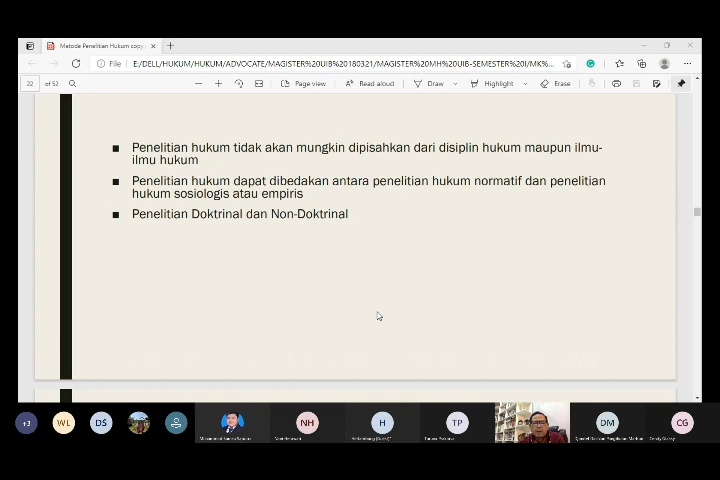 Metode Penelitian Hukum copy
File
E:/DELL/HUKUM/HUKUM/ADVOCATE/MAGISTER%20UIB%20180321/MAGISTER%20MH%20UIB-SEMESTER%20I/MK%...
22 of 52
Page view
Read aloud
Draw
Highlight
Erase
■ Penelitian hukum tidak akan mungkin dipisahkan dari disiplin hukum maupun ilmu-
ilmu hukum
■ Penelitian hukum dapat dibedakan antara penelitian hukum normatif dan penelitian
hukum sosiologis atau empiris
■ Penelitian Doktrinal dan Non-Doktrinal
+3
WL
DS
NH
H
TP
DM
CG